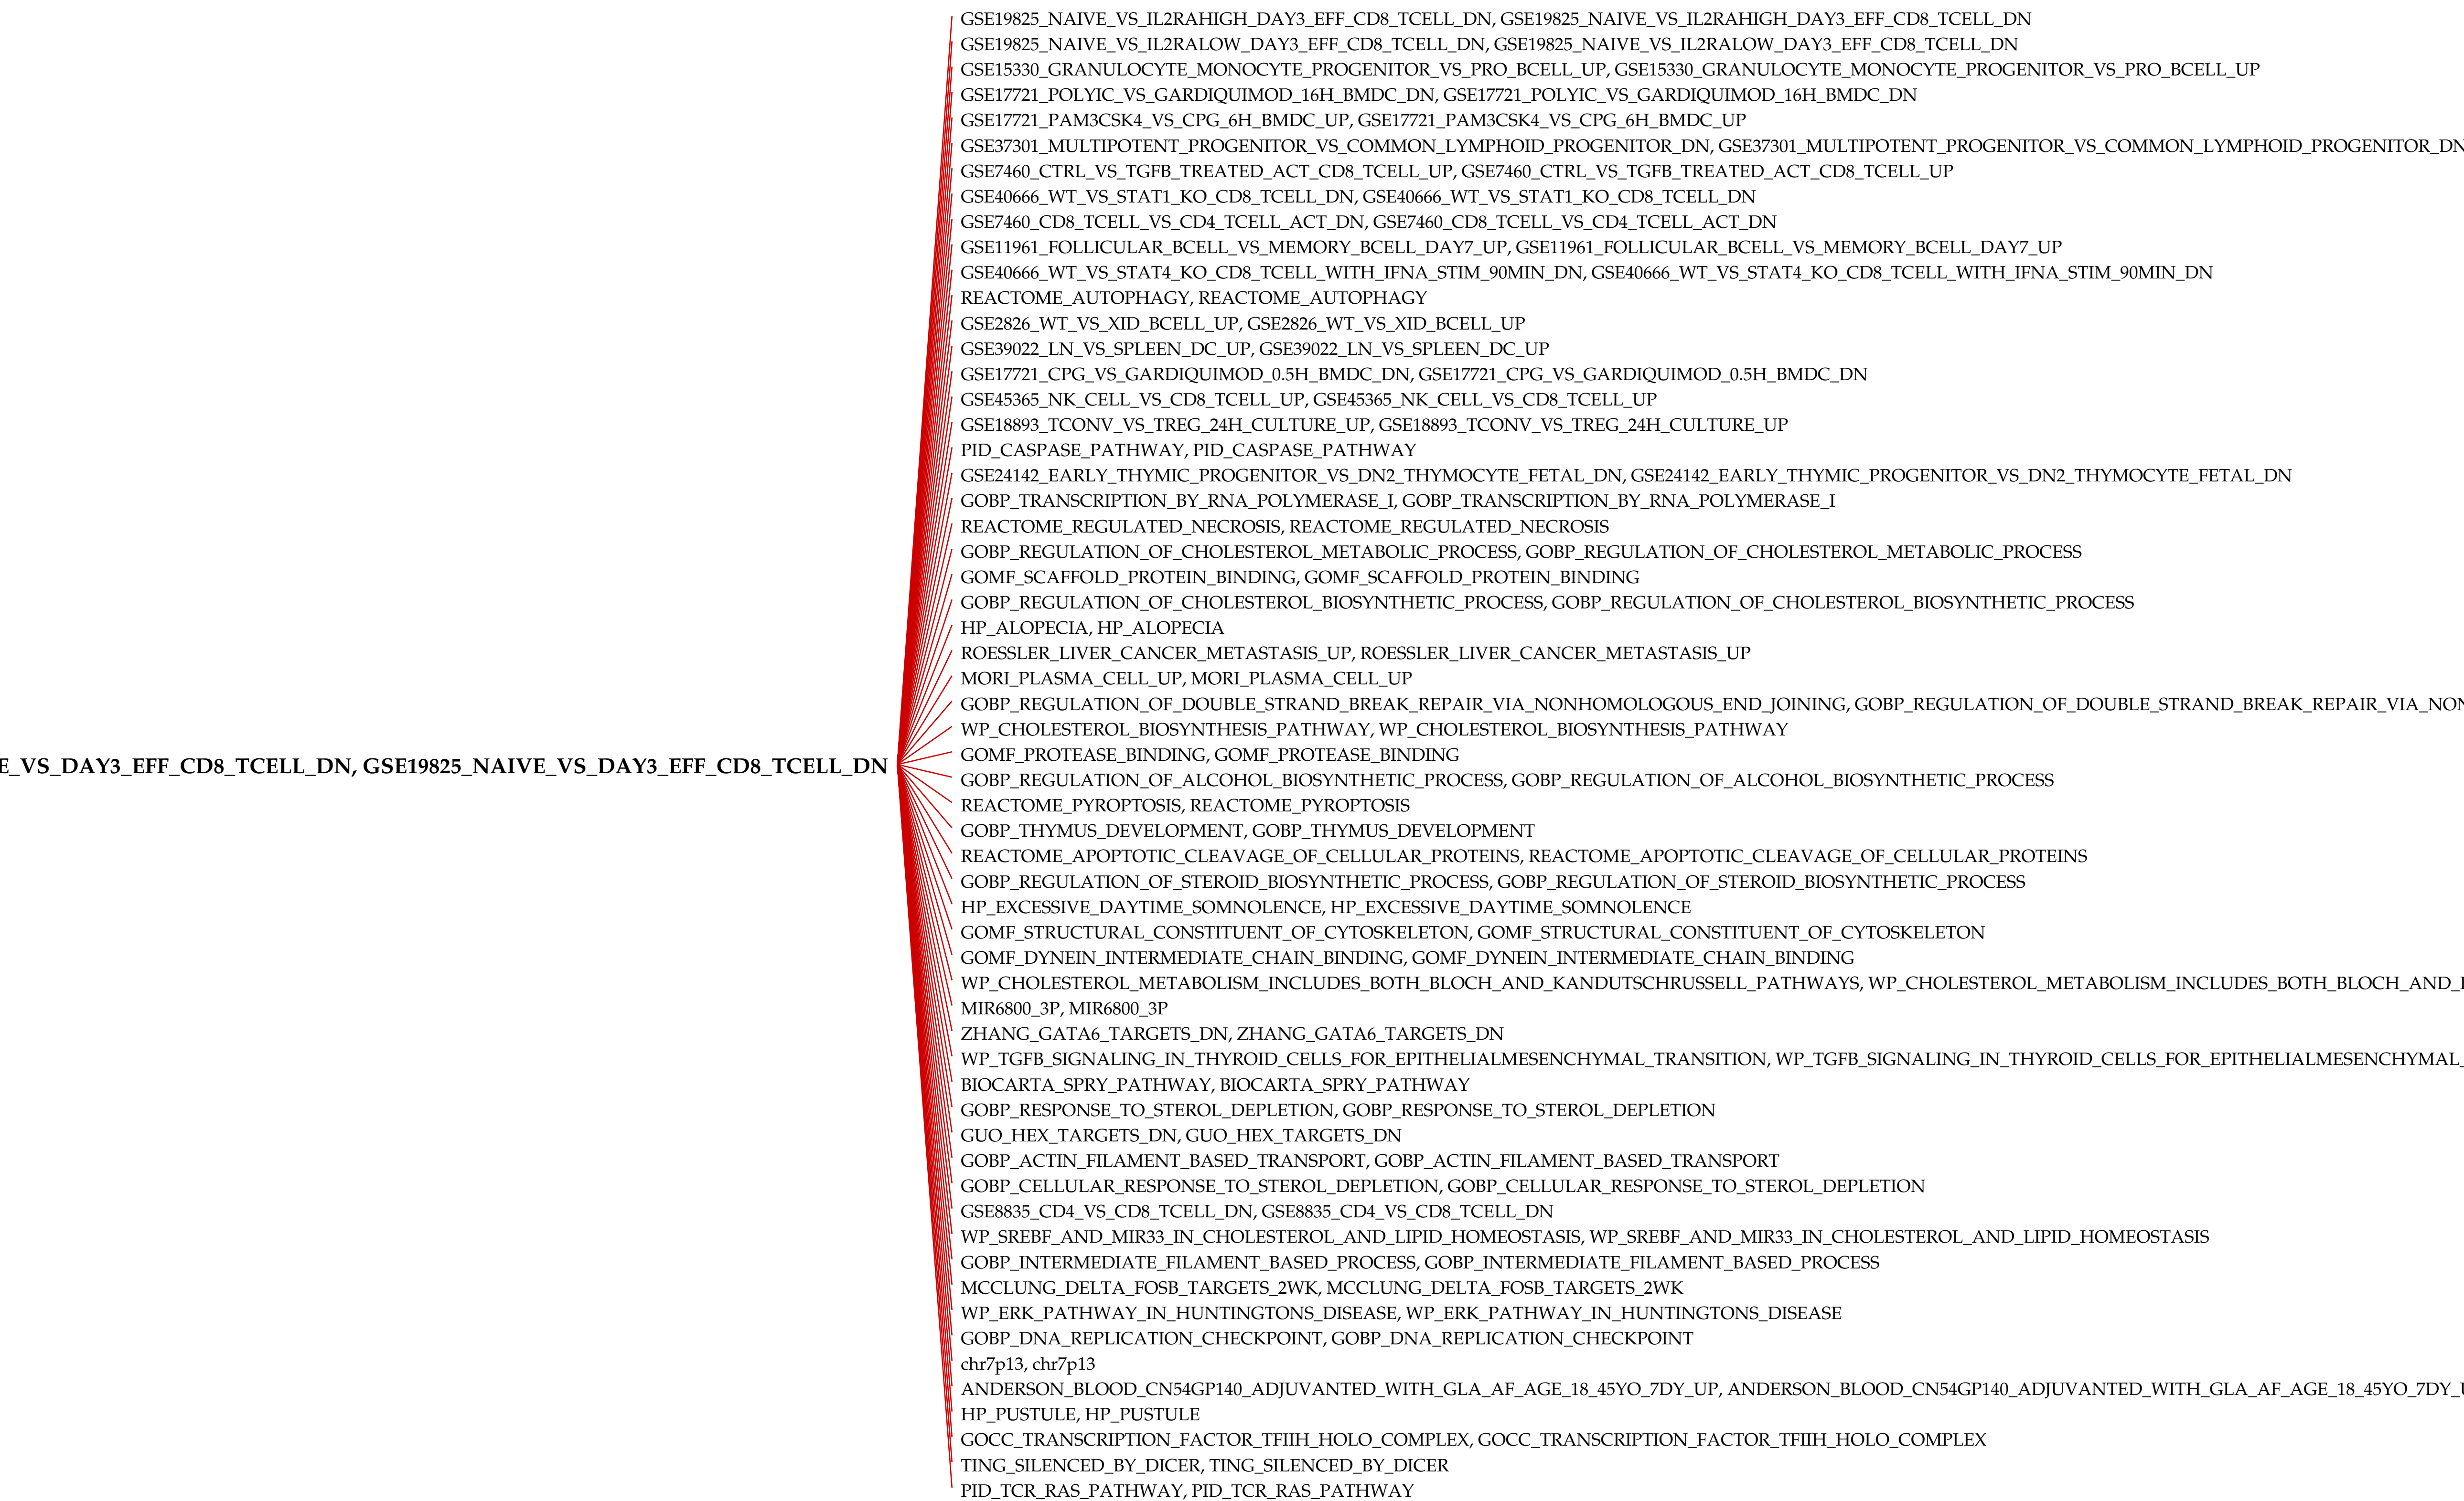 GSE19825_NAIVE_VS_IL2RAHIGH_DAY3_EFF_CD8_TCELL_DN, GSE19825_NAIVE_VS_IL2RAHIGH_DAY3_EFF_CD8_TCELL_DN
GSE19825_NAIVE_VS_IL2RALOW_DAY3_EFF_CD8_TCELL_DN, GSE19825_NAIVE_VS_IL2RALOW_DAY3_EFF_CD8_TCELL_DN
GSE15330_GRANULOCYTE_MONOCYTE_PROGENITOR_VS_PRO_BCELL_UP, GSE15330_GRANULOCYTE_MONOCYTE_PROGENITOR_VS_PRO_BCELL_UP
GSE17721_POLYIC_VS_GARDIQUIMOD_16H_BMDC_DN, GSE17721_POLYIC_VS_GARDIQUIMOD_16H_BMDC_DN
GSE17721_PAM3CSK4_VS_CPG_6H_BMDC_UP, GSE17721_PAM3CSK4_VS_CPG_6H_BMDC_UP
GSE37301_MULTIPOTENT_PROGENITOR_VS_COMMON_LYMPHOID_PROGENITOR_DN, GSE37301_MULTIPOTENT_PROGENITOR_VS_COMMON_LYMPHOID_PROGENITOR_DN
GSE7460_CTRL_VS_TGFB_TREATED_ACT_CD8_TCELL_UP, GSE7460_CTRL_VS_TGFB_TREATED_ACT_CD8_TCELL_UP
GSE40666_WT_VS_STAT1_KO_CD8_TCELL_DN, GSE40666_WT_VS_STAT1_KO_CD8_TCELL_DN
GSE7460_CD8_TCELL_VS_CD4_TCELL_ACT_DN, GSE7460_CD8_TCELL_VS_CD4_TCELL_ACT_DN
GSE11961_FOLLICULAR_BCELL_VS_MEMORY_BCELL_DAY7_UP, GSE11961_FOLLICULAR_BCELL_VS_MEMORY_BCELL_DAY7_UP
GSE40666_WT_VS_STAT4_KO_CD8_TCELL_WITH_IFNA_STIM_90MIN_DN, GSE40666_WT_VS_STAT4_KO_CD8_TCELL_WITH_IFNA_STIM_90MIN_DN
REACTOME_AUTOPHAGY, REACTOME_AUTOPHAGY
GSE2826_WT_VS_XID_BCELL_UP, GSE2826_WT_VS_XID_BCELL_UP
GSE39022_LN_VS_SPLEEN_DC_UP, GSE39022_LN_VS_SPLEEN_DC_UP
GSE17721_CPG_VS_GARDIQUIMOD_0.5H_BMDC_DN, GSE17721_CPG_VS_GARDIQUIMOD_0.5H_BMDC_DN
GSE45365_NK_CELL_VS_CD8_TCELL_UP, GSE45365_NK_CELL_VS_CD8_TCELL_UP
GSE18893_TCONV_VS_TREG_24H_CULTURE_UP, GSE18893_TCONV_VS_TREG_24H_CULTURE_UP
PID_CASPASE_PATHWAY, PID_CASPASE_PATHWAY
GSE24142_EARLY_THYMIC_PROGENITOR_VS_DN2_THYMOCYTE_FETAL_DN, GSE24142_EARLY_THYMIC_PROGENITOR_VS_DN2_THYMOCYTE_FETAL_DN
GOBP_TRANSCRIPTION_BY_RNA_POLYMERASE_I, GOBP_TRANSCRIPTION_BY_RNA_POLYMERASE_I
REACTOME_REGULATED_NECROSIS, REACTOME_REGULATED_NECROSIS
GOBP_REGULATION_OF_CHOLESTEROL_METABOLIC_PROCESS, GOBP_REGULATION_OF_CHOLESTEROL_METABOLIC_PROCESS
GOMF_SCAFFOLD_PROTEIN_BINDING, GOMF_SCAFFOLD_PROTEIN_BINDING
GOBP_REGULATION_OF_CHOLESTEROL_BIOSYNTHETIC_PROCESS, GOBP_REGULATION_OF_CHOLESTEROL_BIOSYNTHETIC_PROCESS
HP_ALOPECIA, HP_ALOPECIA
ROESSLER_LIVER_CANCER_METASTASIS_UP, ROESSLER_LIVER_CANCER_METASTASIS_UP
MORI_PLASMA_CELL_UP, MORI_PLASMA_CELL_UP
GOBP_REGULATION_OF_DOUBLE_STRAND_BREAK_REPAIR_VIA_NONHOMOLOGOUS_END_JOINING, GOBP_REGULATION_OF_DOUBLE_STRAND_BREAK_REPAIR_VIA_NON
WP_CHOLESTEROL_BIOSYNTHESIS_PATHWAY, WP_CHOLESTEROL_BIOSYNTHESIS_PATHWAY
GOMF_PROTEASE_BINDING, GOMF_PROTEASE_BINDING
E_VS_DAY3_EFF_CD8_TCELL_DN, GSE19825_NAIVE_VS_DAY3_EFF_CD8_TCELL_DN
GOBP_REGULATION_OF_ALCOHOL_BIOSYNTHETIC_PROCESS, GOBP_REGULATION_OF_ALCOHOL_BIOSYNTHETIC_PROCESS
REACTOME_PYROPTOSIS, REACTOME_PYROPTOSIS
GOBP_THYMUS_DEVELOPMENT, GOBP_THYMUS_DEVELOPMENT
REACTOME_APOPTOTIC_CLEAVAGE_OF_CELLULAR_PROTEINS, REACTOME_APOPTOTIC_CLEAVAGE_OF_CELLULAR_PROTEINS
GOBP_REGULATION_OF_STEROID_BIOSYNTHETIC_PROCESS, GOBP_REGULATION_OF_STEROID_BIOSYNTHETIC_PROCESS
HP_EXCESSIVE_DAYTIME_SOMNOLENCE, HP_EXCESSIVE_DAYTIME_SOMNOLENCE
GOMF_STRUCTURAL_CONSTITUENT_OF_CYTOSKELETON, GOMF_STRUCTURAL_CONSTITUENT_OF_CYTOSKELETON
GOMF_DYNEIN_INTERMEDIATE_CHAIN_BINDING, GOMF_DYNEIN_INTERMEDIATE_CHAIN_BINDING
WP_CHOLESTEROL_METABOLISM_INCLUDES_BOTH_BLOCH_AND_KANDUTSCHRUSSELL_PATHWAYS, WP_CHOLESTEROL_METABOLISM_INCLUDES_BOTH_BLOCH_AND_
MIR6800_3P, MIR6800_3P
ZHANG_GATA6_TARGETS_DN, ZHANG_GATA6_TARGETS_DN
WP_TGFB_SIGNALING_IN_THYROID_CELLS_FOR_EPITHELIALMESENCHYMAL_TRANSITION, WP_TGFB_SIGNALING_IN_THYROID_CELLS_FOR_EPITHELIALMESENCHYMAL_
BIOCARTA_SPRY_PATHWAY, BIOCARTA_SPRY_PATHWAY
GOBP_RESPONSE_TO_STEROL_DEPLETION, GOBP_RESPONSE_TO_STEROL_DEPLETION
GUO_HEX_TARGETS_DN, GUO_HEX_TARGETS_DN
GOBP_ACTIN_FILAMENT_BASED_TRANSPORT, GOBP_ACTIN_FILAMENT_BASED_TRANSPORT
GOBP_CELLULAR_RESPONSE_TO_STEROL_DEPLETION, GOBP_CELLULAR_RESPONSE_TO_STEROL_DEPLETION
GSE8835_CD4_VS_CD8_TCELL_DN, GSE8835_CD4_VS_CD8_TCELL_DN
WP_SREBF_AND_MIR33_IN_CHOLESTEROL_AND_LIPID_HOMEOSTASIS, WP_SREBF_AND_MIR33_IN_CHOLESTEROL_AND_LIPID_HOMEOSTASIS
GOBP_INTERMEDIATE_FILAMENT_BASED_PROCESS, GOBP_INTERMEDIATE_FILAMENT_BASED_PROCESS
MCCLUNG_DELTA_FOSB_TARGETS_2WK, MCCLUNG_DELTA_FOSB_TARGETS_2WK
WP_ERK_PATHWAY_IN_HUNTINGTONS_DISEASE, WP_ERK_PATHWAY_IN_HUNTINGTONS_DISEASE
GOBP_DNA_REPLICATION_CHECKPOINT, GOBP_DNA_REPLICATION_CHECKPOINT
chr7p13, chr7p13
ANDERSON_BLOOD_CN54GP140_ADJUVANTED_WITH_GLA_AF_AGE_18_45YO_7DY_UP, ANDERSON_BLOOD_CN54GP140_ADJUVANTED_WITH_GLA_AF_AGE_18_45YO_7DY_U
HP_PUSTULE, HP_PUSTULE
GOCC_TRANSCRIPTION_FACTOR_TFIIH_HOLO_COMPLEX, GOCC_TRANSCRIPTION_FACTOR_TFIIH_HOLO_COMPLEX
TING_SILENCED_BY_DICER, TING_SILENCED_BY_DICER
PID_TCR_RAS_PATHWAY, PID_TCR_RAS_PATHWAY